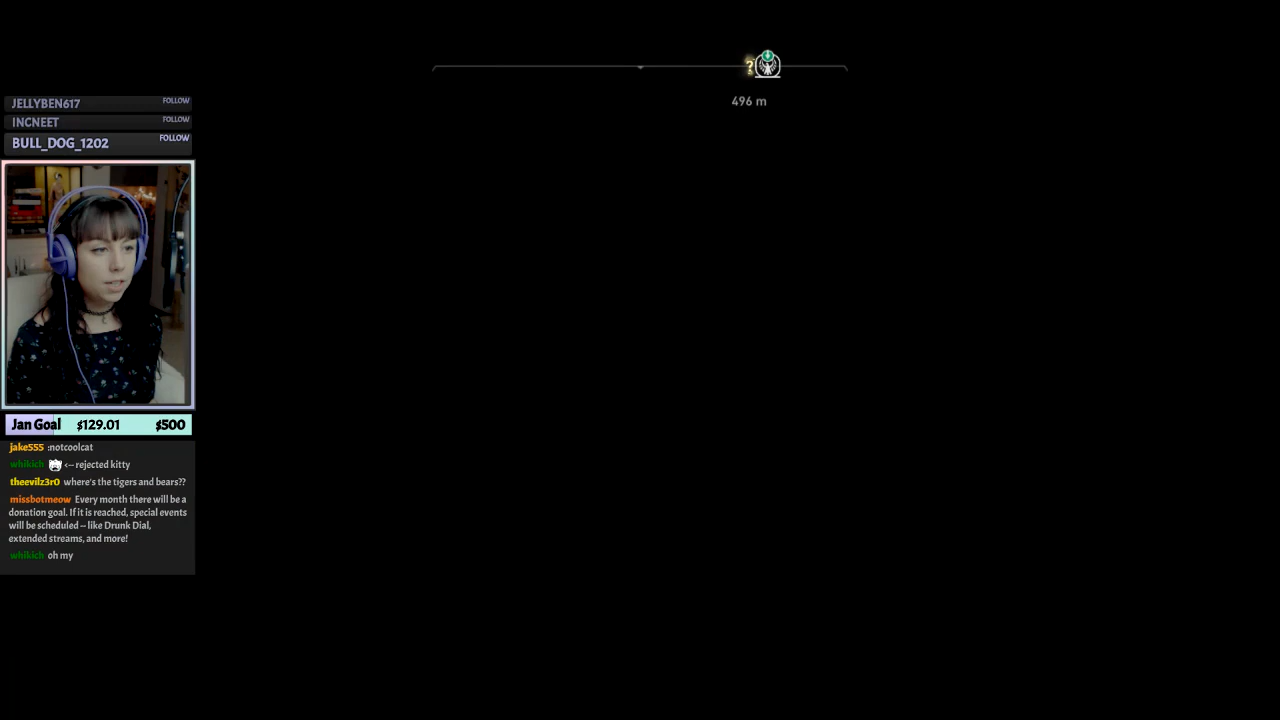 ?
496 m
JELLYBEN617 FOLLOW
INCNEET FOLLOW
BULL_DOG_1202 FOLLOW
Jan Goal $129.01 $500
jake555 :notcoolcat
whikich <-- rejected kitty
theevilz3r0 where's the tigers and bears??
missbotmeow Every month there will be a
donation goal. If it is reached, special events
will be scheduled -- like Drunk Dial,
extended streams, and more!
whikich oh my